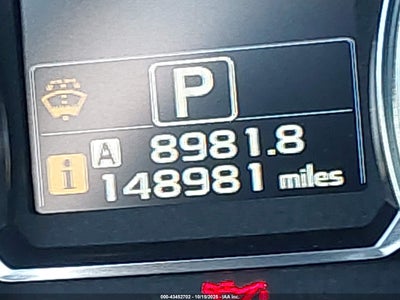 P
A 8981.8
i 148981 miles
000-43452702 - 10/15/2025 - IAA Inc.